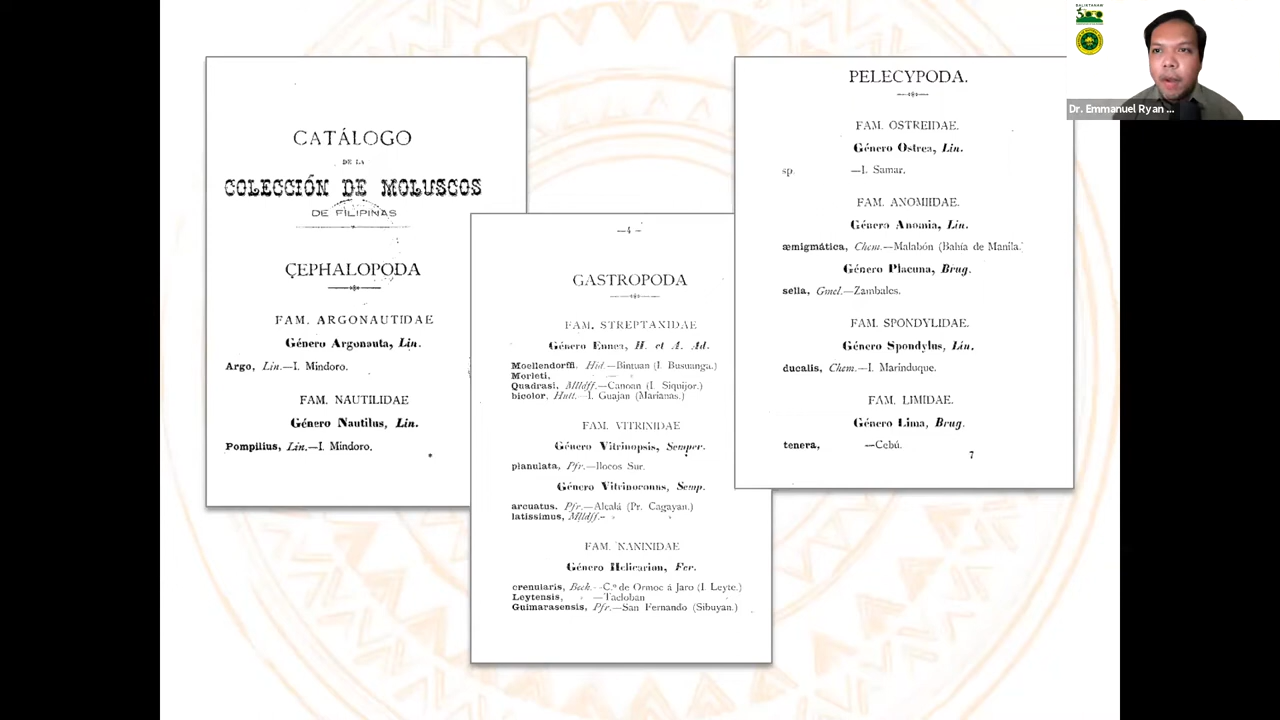 CATÁLOGO
DE LA
COLECCIÓN DE MOLUSCOS
DE FILIPINAS
CEPHALOPODA
FAM. ARGONAUTIDAE
Género Argonauta, Lin.
Argo, Lin.—I. Mindoro.
FAM. NAUTILIDAE
Género Nautilus, Lin.
Pompilius, Lin.—I. Mindoro.
—4—
GASTROPODA
FAM. STREPTAXIDAE
Género Ennea, H. et A. Ad.
Moellendorffi, Hid.—Bintuan (I. Busuanga.)
Morleti,
Quadrasi, Mlldff.—Canoan (I. Siquijor.)
bicolor, Hutt.—I. Guajan (Marianas.)
FAM. VITRINIDAE
Género Vitrinopsis, Semper.
planulata, Pfr.—Ilocos Sur.
Género Vitrinoconus, Semp.
arcuatus, Pfr.—Alcalá (Pr. Cagayan.)
latissimus, Mlldff.—
FAM. NANINIDAE
Género Helicarion, Fer.
crenularis, Beck.—C.º de Ormoc á Jaro (I. Leyte.)
Leytensis, —Tacloban
Guimarasensis, Pfr.—San Fernando (Sibuyan.)
PELECYPODA.
FAM. OSTREIDAE.
Género Ostrea, Lin.
sp. —I. Samar.
FAM. ANOMIIDAE.
Género Anomia, Lin.
æmigmática, Chem.—Malabón (Bahía de Manila.
Género Placuna, Brug.
sella, Gmel.—Zambales.
FAM. SPONDYLIDAE.
Género Spondylus, Lin.
ducalis, Chem.—I. Marinduque.
FAM. LIMIDAE.
Género Lima, Brug.
tenera, —Cebú.
7
Dr. Emmanuel Ryan ...